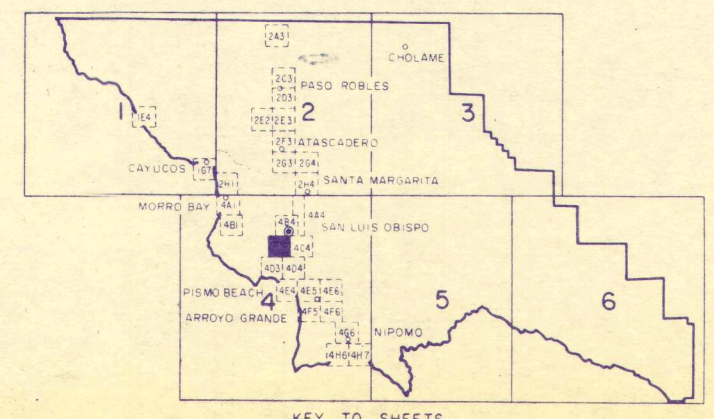 2A3
CHOLAME
2C3
PASO ROBLES
2D3
1
1E4
2E2 2E3
2
3
2F3 ATASCADERO
2G3 2G4
CAYUCOS 1G7
2H1
2H4 SANTA MARGARITA
MORRO BAY 4A1
4A4
4B1
4B4 SAN LUIS OBISPO
4C4
4D3 4D4
PISMO BEACH 4E4 4E5 4E6
4
5
6
ARROYO GRANDE 4F5 4F6
4G6 NIPOMO
4H6 4H7
KEY TO SHEETS